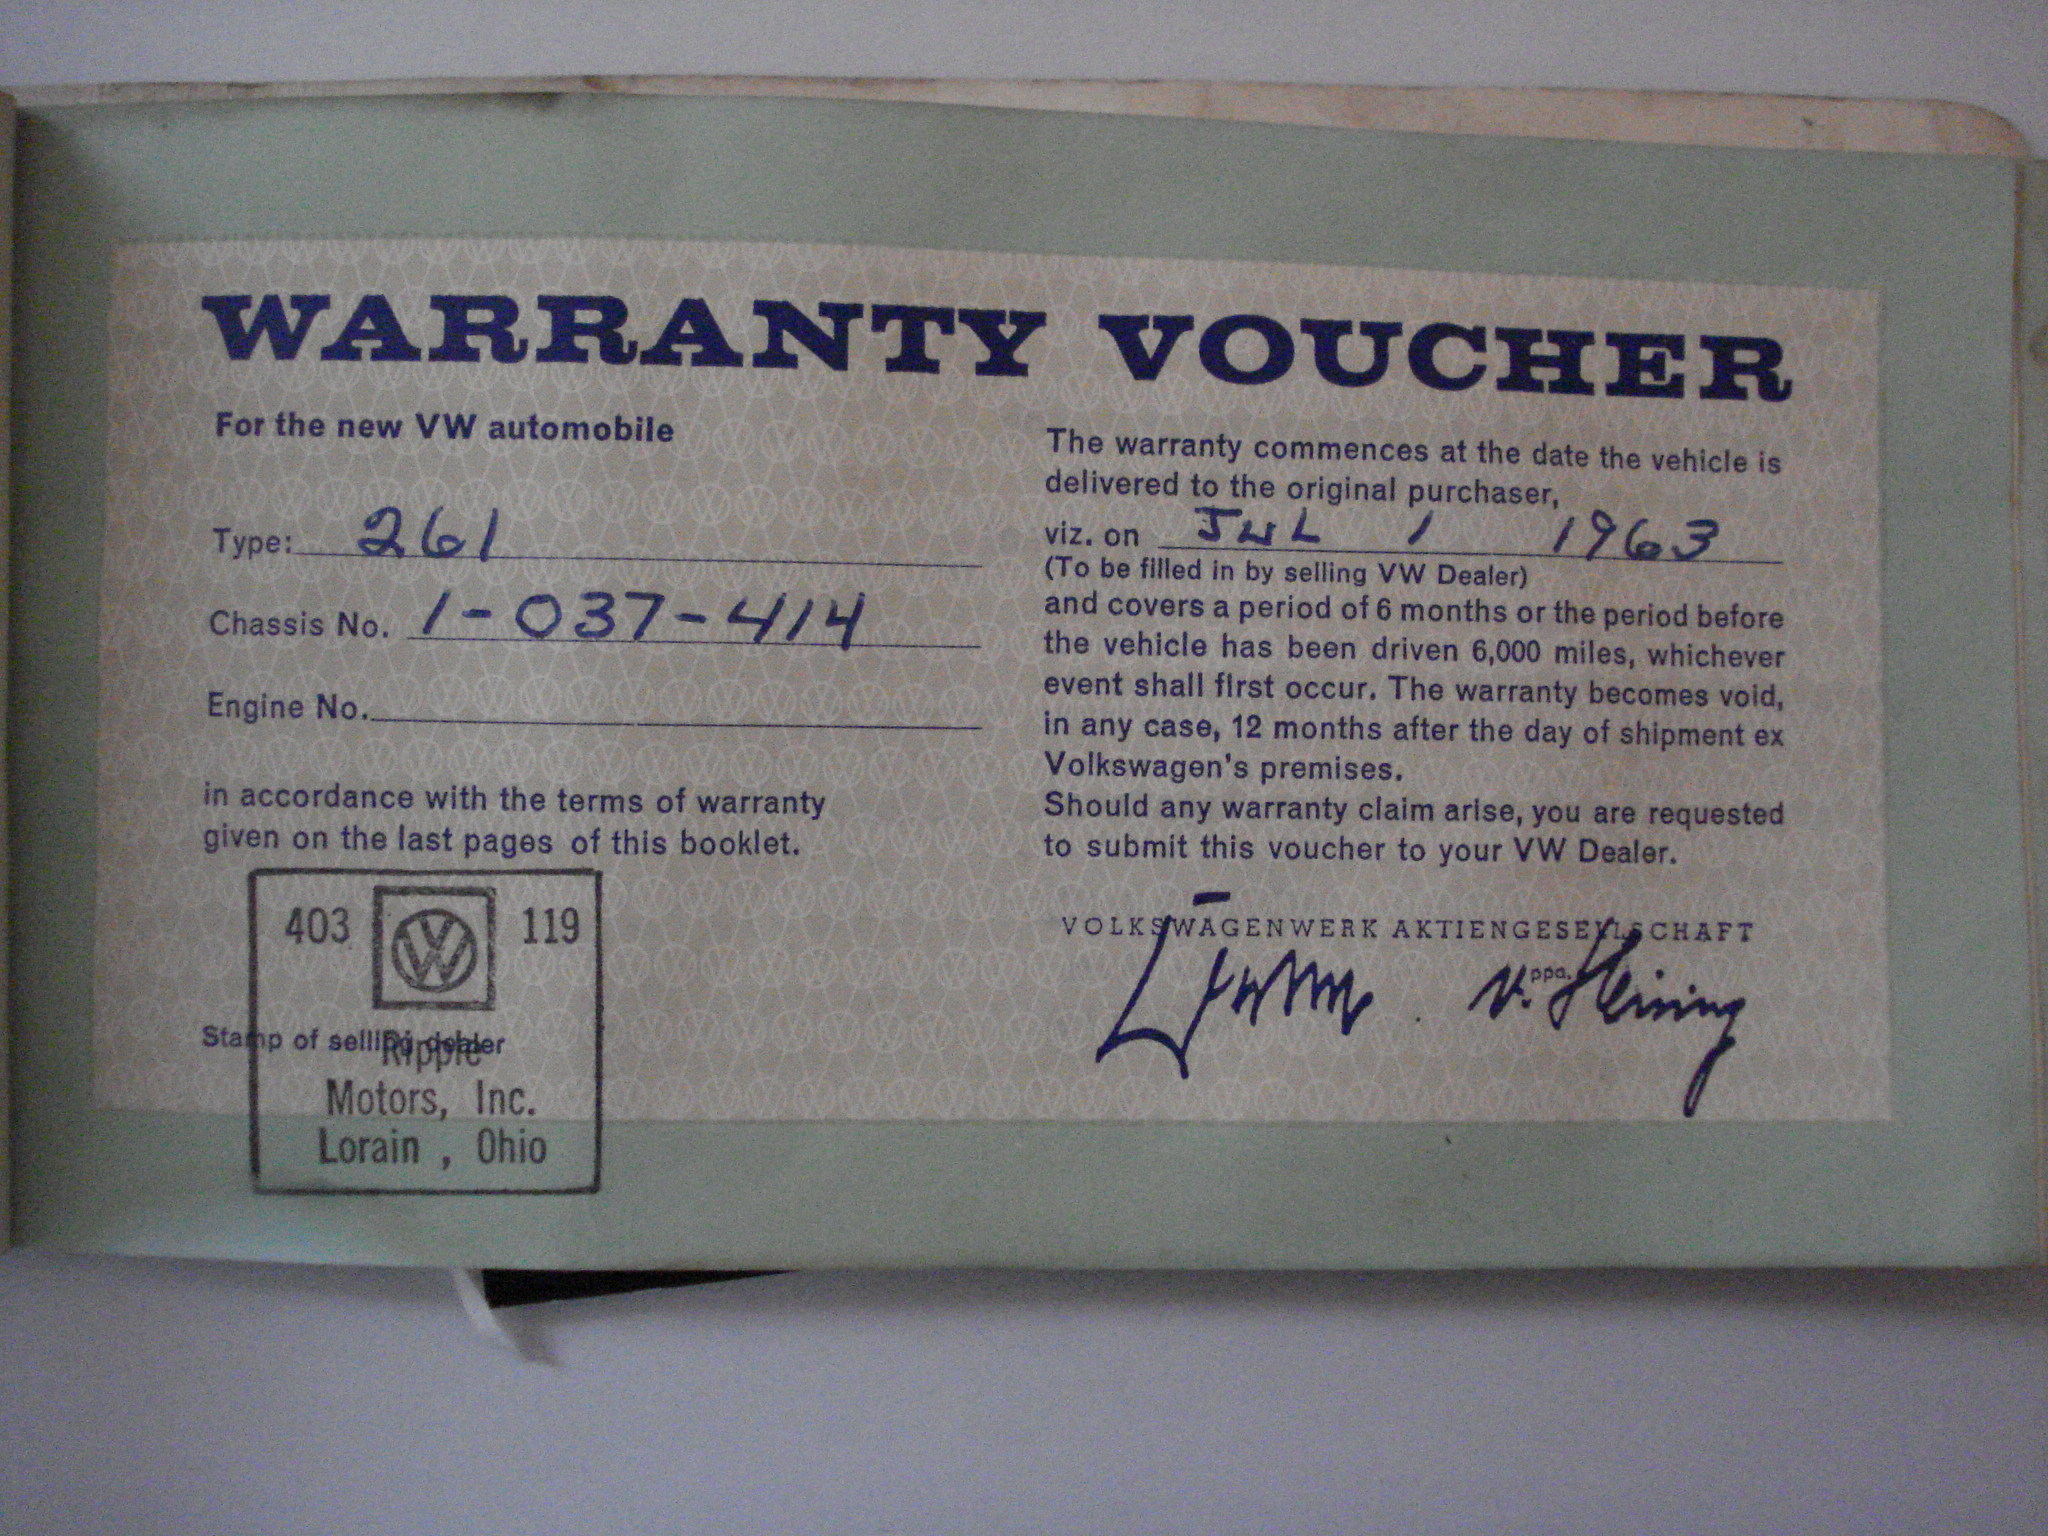 WARRANTY VOUCHER
For the new VW automobile
Type: 261
Chassis No. 1-037-414
Engine No.
in accordance with the terms of warranty
given on the last pages of this booklet.
403 VW 119
Stamp of selling dealer
Ripple
Motors, Inc.
Lorain , Ohio
The warranty commences at the date the vehicle is
delivered to the original purchaser,
viz. on JUL 1 1963
(To be filled in by selling VW Dealer)
and covers a period of 6 months or the period before
the vehicle has been driven 6,000 miles, whichever
event shall first occur. The warranty becomes void,
in any case, 12 months after the day of shipment ex
Volkswagen's premises.
Should any warranty claim arise, you are requested
to submit this voucher to your VW Dealer.
VOLKSWAGENWERK AKTIENGESELLSCHAFT
ppa.